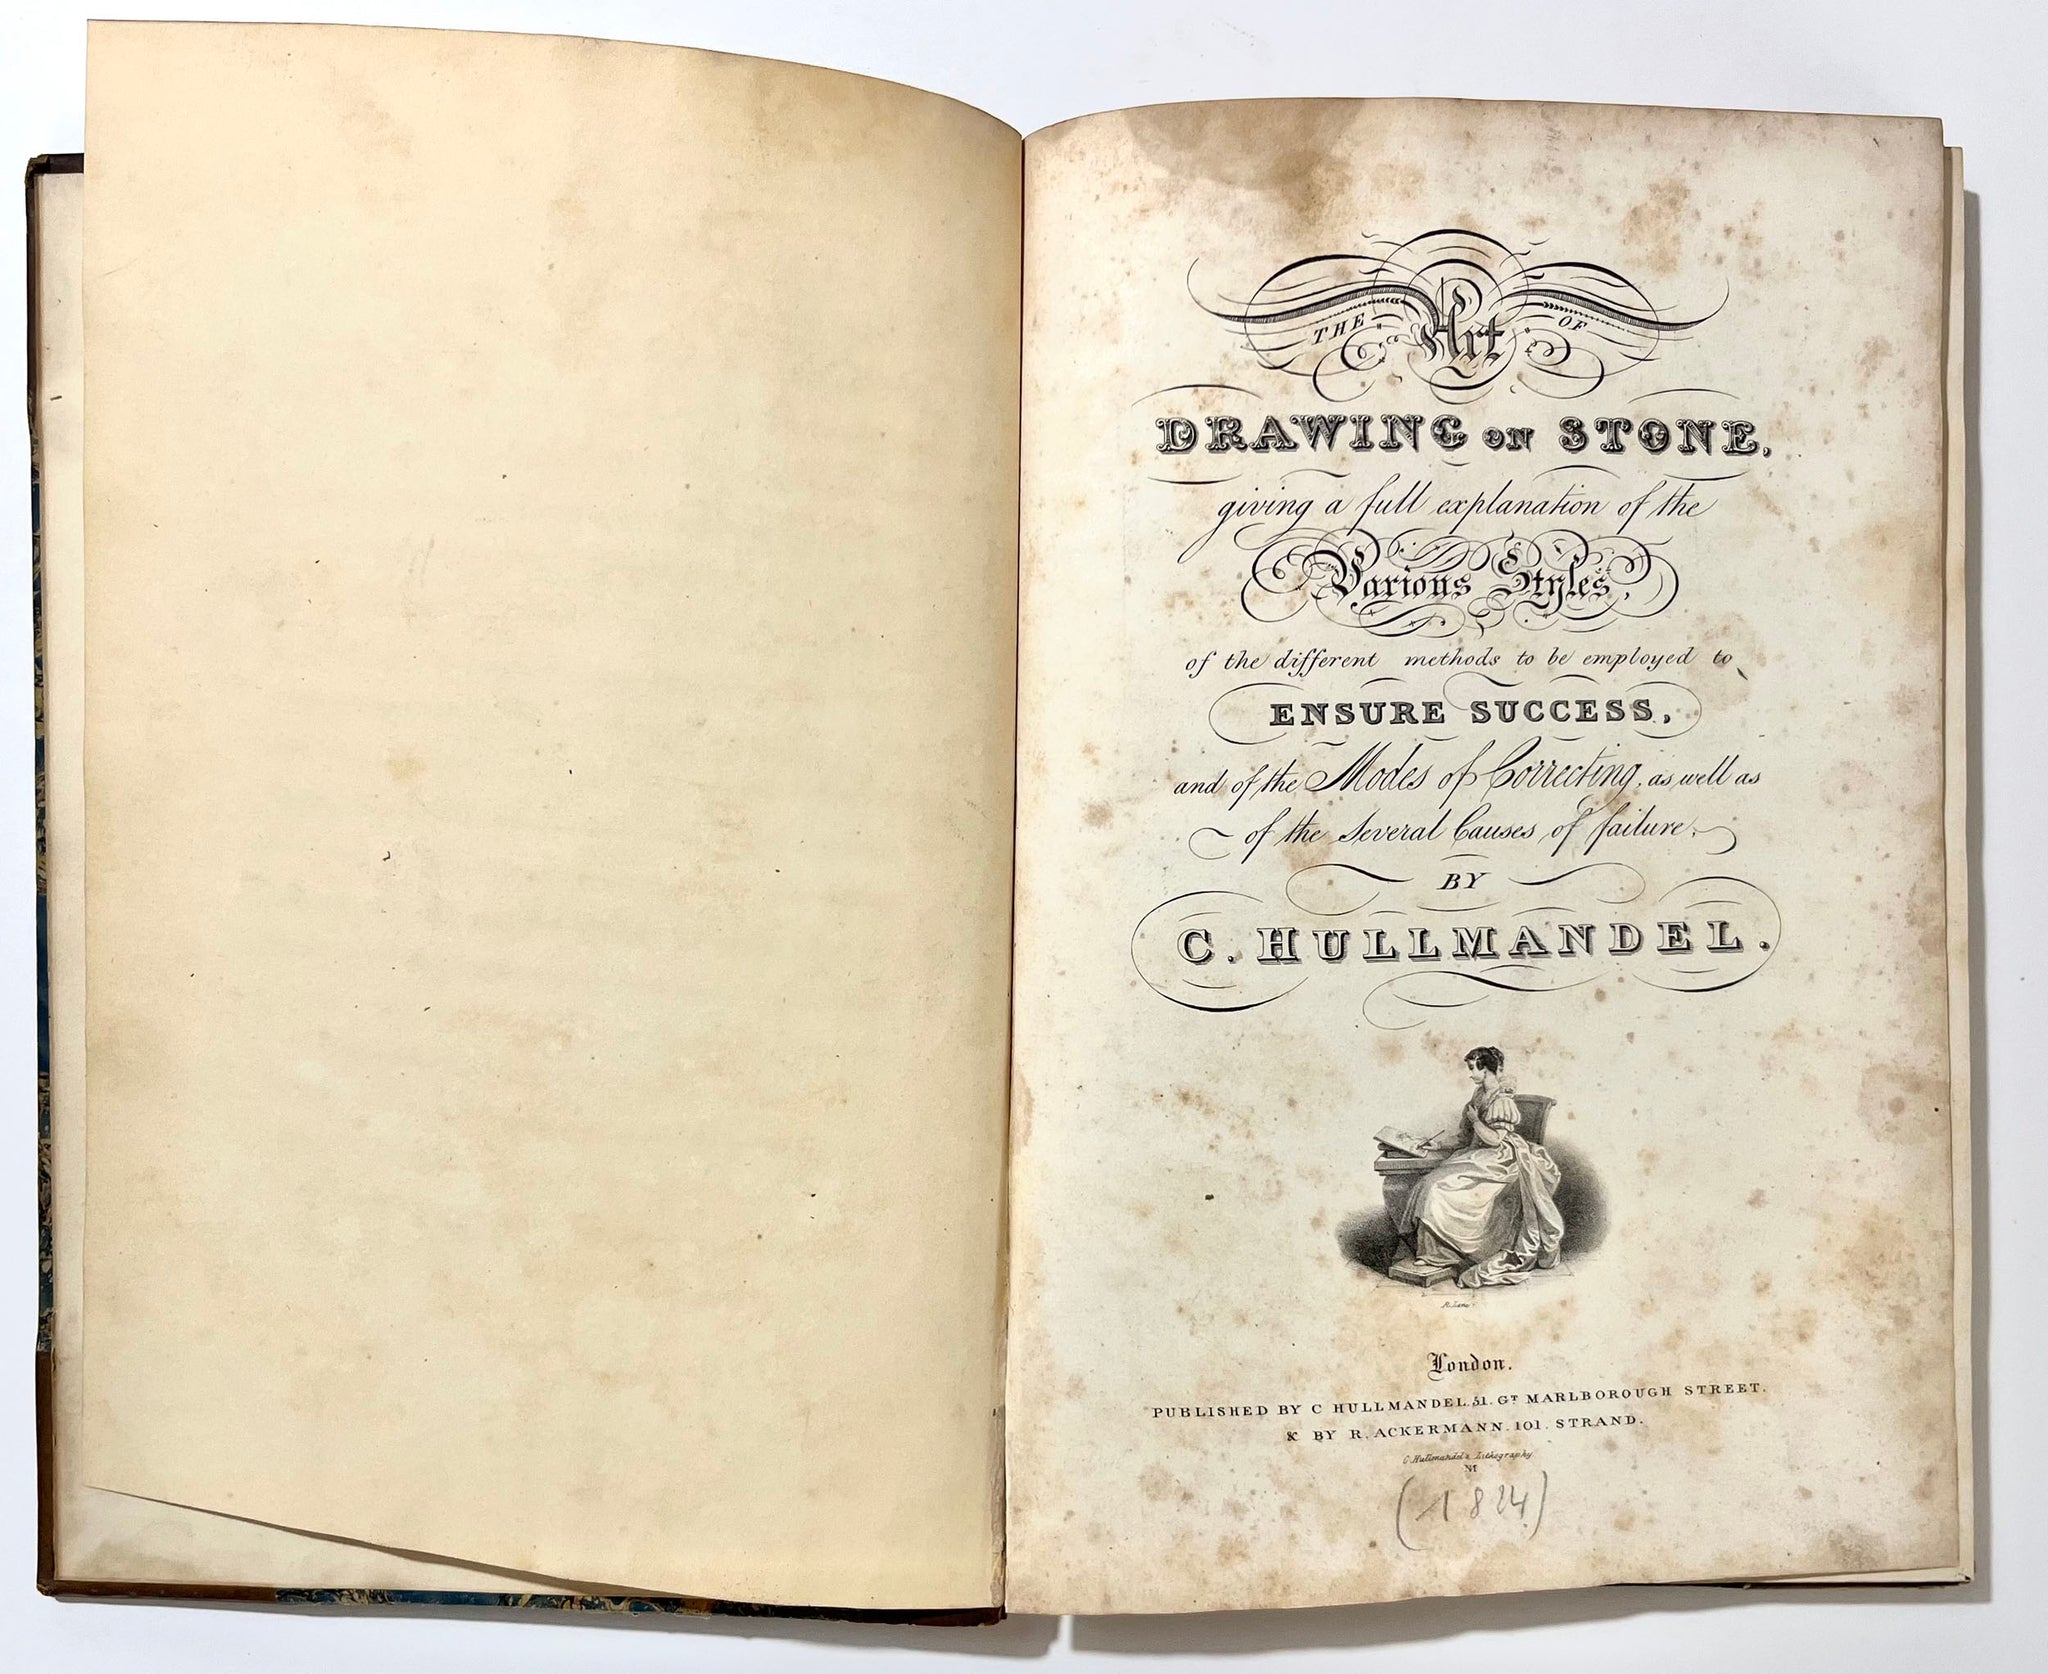 THE Art OF
DRAWING ON STONE,
giving a full explanation of the
Various Styles,
of the different methods to be employed to
ENSURE SUCCESS,
and of the Modes of Correcting, as well as
of the Several Causes of failure.
BY
C. HULLMANDEL.
R. Lane
London.
PUBLISHED BY C HULLMANDEL. 51. GT MARLBOROUGH STREET.
& BY R. ACKERMANN. 101. STRAND.
C. Hullmandel's Lithography
(1824)